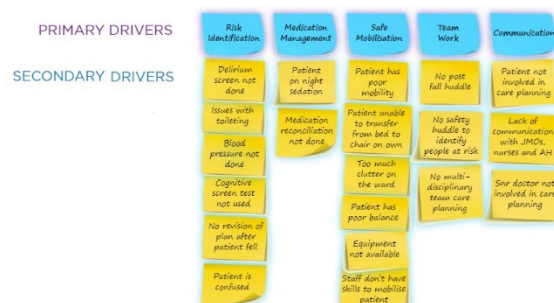 PRIMARY DRIVERS
Risk
Identification
Medication
Management
Safe
Mobilisation
Team
Work
Communication
SECONDARY DRIVERS
Delirium
screen not
done
Issues with
toileting
Blood
pressure not
done
Cognitive
screen test
not used
No revision of
plan after
patient fell
Patient is
confused
Patient
on night
sedation
Medication
reconciliation
not done
Patient has
poor
mobility
Patient unable
to transfer
from bed to
chair on own
Too much
clutter on
the ward
Patient has
poor balance
Equipment
not available
Staff don't have
skills to mobilise
patient
No post
fall huddle
No safety
huddle to
identify
people at risk
No multi-
disciplinary
team care
planning
Patient not
involved in
care planning
Lack of
communication
with JMOs,
nurses and AH
Snr doctor not
involved in care
planning